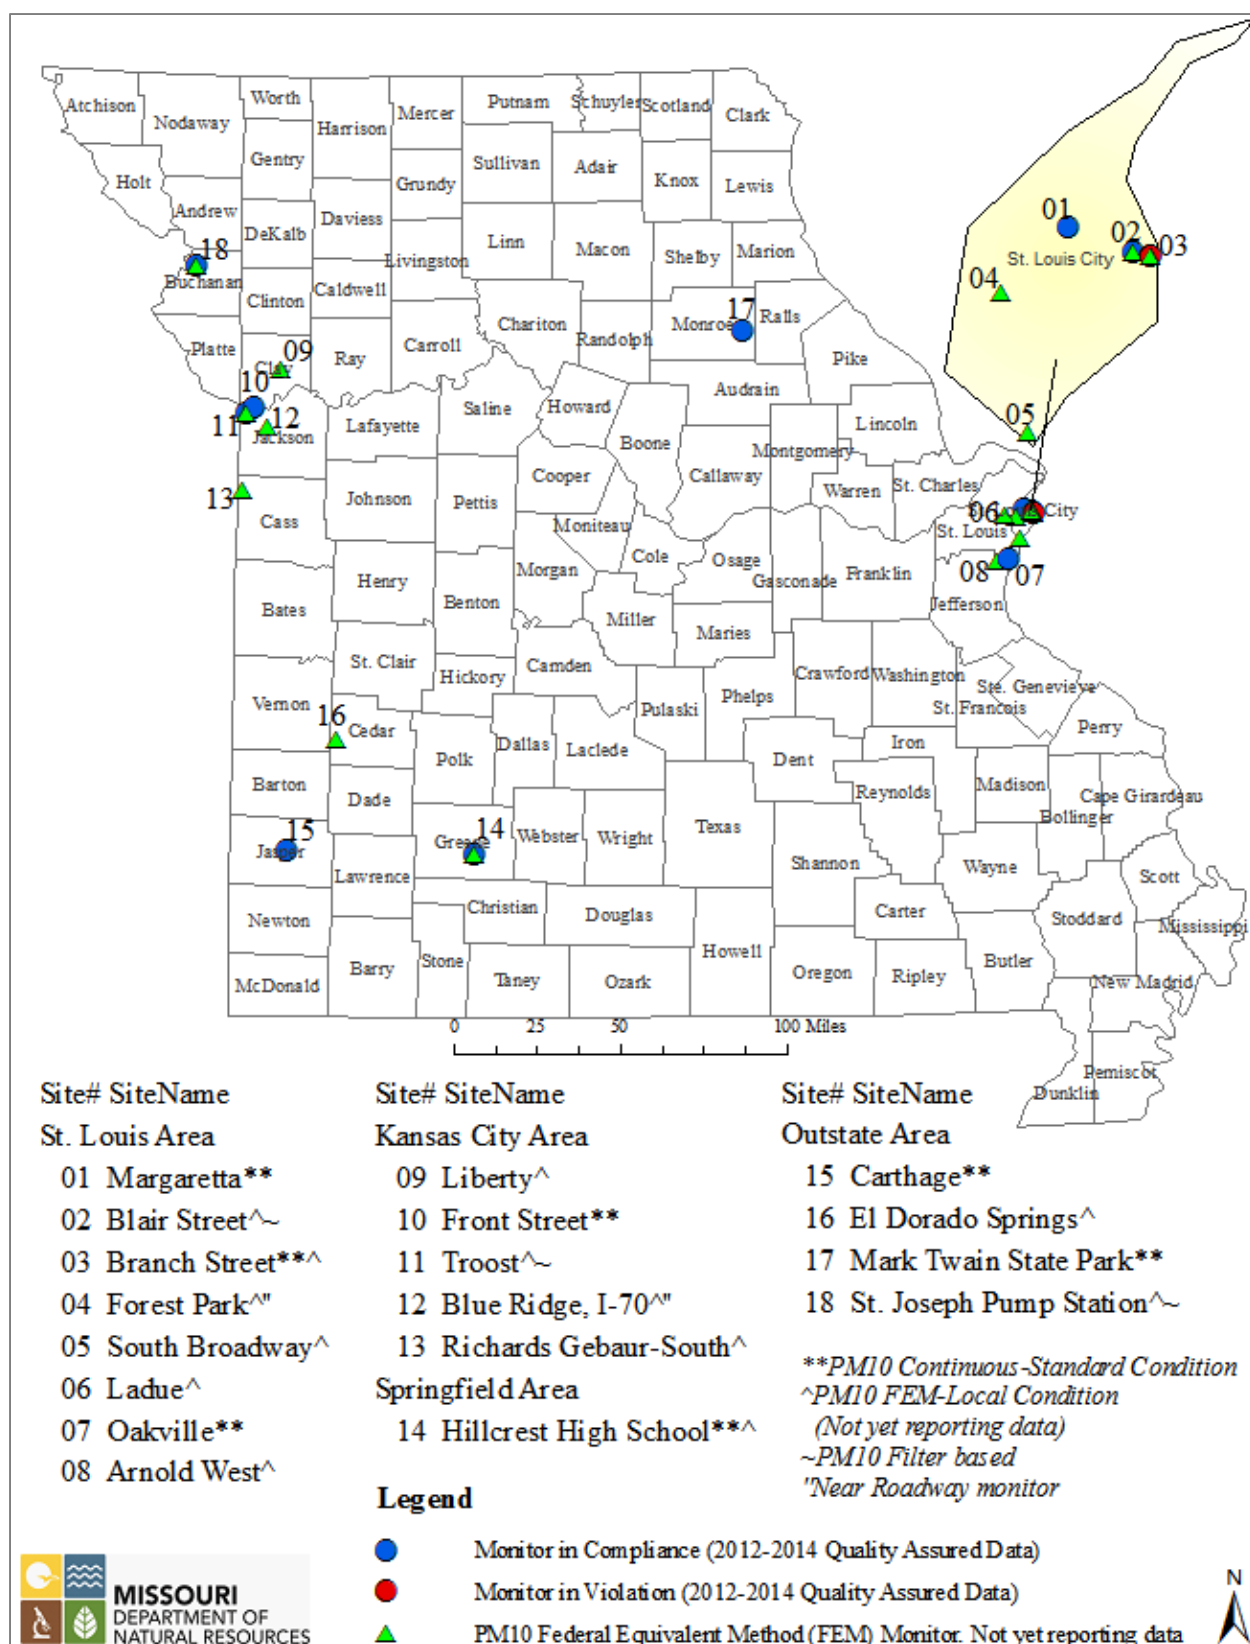 Atchison
Nodaway
Worth
Harrison
Mercer
Putnam
Schuyler
Scotland
Clark
Gentry
Sullivan
Adair
Knox
Lewis
Holt
Andrew
DeKalb
Daviess
Grundy
Linn
Macon
Shelby
Marion
Livingston
18
Buchanan
Clinton
Caldwell
Chariton
Randolph
Monroe
17
Ralls
Pike
Platte
Clay
09
Ray
Carroll
10
11
12
Jackson
Lafayette
Saline
Howard
Boone
Audrain
Lincoln
Montgomery
Callaway
Warren
St. Charles
Cooper
13
Cass
Johnson
Pettis
Moniteau
Cole
Osage
Gasconade
Franklin
St. Louis
St. Louis City
06
07
08
Jefferson
01
02
03
St. Louis City
04
05
Bates
Henry
Benton
Morgan
Miller
Maries
St. Clair
Hickory
Camden
Pulaski
Phelps
Crawford
Washington
Ste. Genevieve
St. Francois
Perry
Vernon
16
Cedar
Polk
Dallas
Laclede
Dent
Iron
Reynolds
Madison
Cape Girardeau
Bollinger
Barton
Dade
15
Jasper
14
Greene
Webster
Wright
Texas
Shannon
Wayne
Scott
Lawrence
Newton
Christian
Douglas
Howell
Carter
Stoddard
Mississippi
McDonald
Barry
Stone
Taney
Ozark
Oregon
Ripley
Butler
New Madrid
Pemiscot
Dunklin
0 25 50 100 Miles
Site# SiteName
St. Louis Area
01 Margaretta**
02 Blair Street^~
03 Branch Street**^
04 Forest Park^"
05 South Broadway^
06 Ladue^
07 Oakville**
08 Arnold West^
Site# SiteName
Kansas City Area
09 Liberty^
10 Front Street**
11 Troost^~
12 Blue Ridge, I-70^"
13 Richards Gebaur-South^
Springfield Area
14 Hillcrest High School**^
Site# SiteName
Outstate Area
15 Carthage**
16 El Dorado Springs^
17 Mark Twain State Park**
18 St. Joseph Pump Station^~
**PM10 Continuous-Standard Condition
^PM10 FEM-Local Condition
(Not yet reporting data)
~PM10 Filter based
"Near Roadway monitor
Legend
Monitor in Compliance (2012-2014 Quality Assured Data)
Monitor in Violation (2012-2014 Quality Assured Data)
PM10 Federal Equivalent Method (FEM) Monitor. Not yet reporting data
MISSOURI
DEPARTMENT OF
NATURAL RESOURCES
N